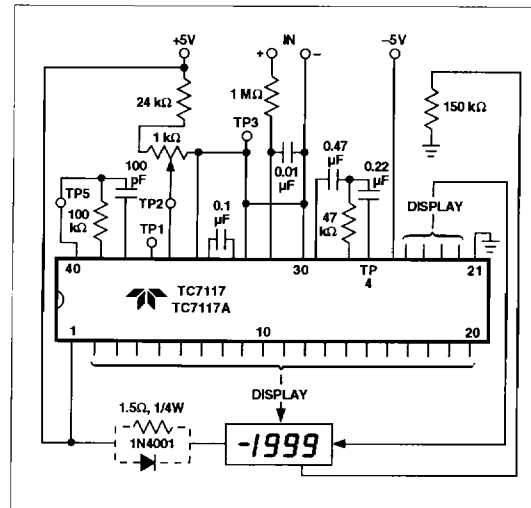 +5V
IN
–5V
+
–
24 kΩ
1 MΩ
150 kΩ
1 kΩ
TP3
0.47 µF
0.22 µF
0.01 µF
100 pF
TP5
100 kΩ
TP2
TP1
0.1 µF
47 kΩ
DISPLAY
40
30
TP 4
21
TC7117
TC7117A
1
10
20
DISPLAY
1.5Ω, 1/4W
1N4001
-1999